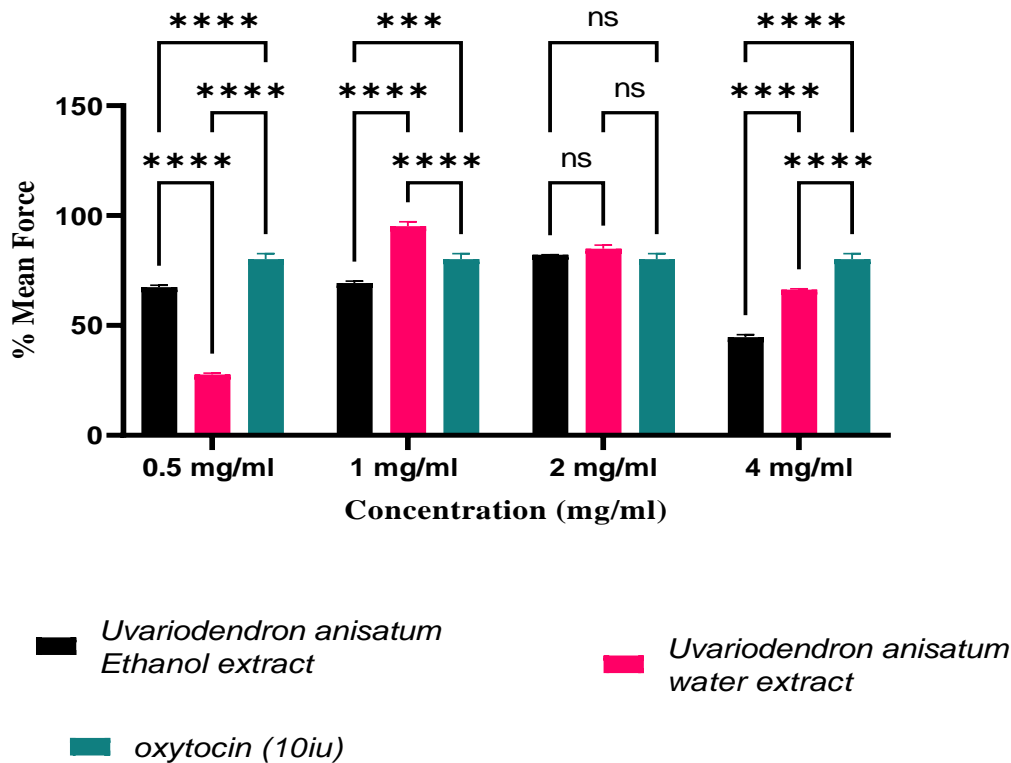 **** *** ns ****
**** **** ns ****
**** **** ns ****
150
100
50
0
% Mean Force
0.5 mg/ml 1 mg/ml 2 mg/ml 4 mg/ml
Concentration (mg/ml)
Uvariodendron anisatum
Ethanol extract
Uvariodendron anisatum
water extract
oxytocin (10iu)